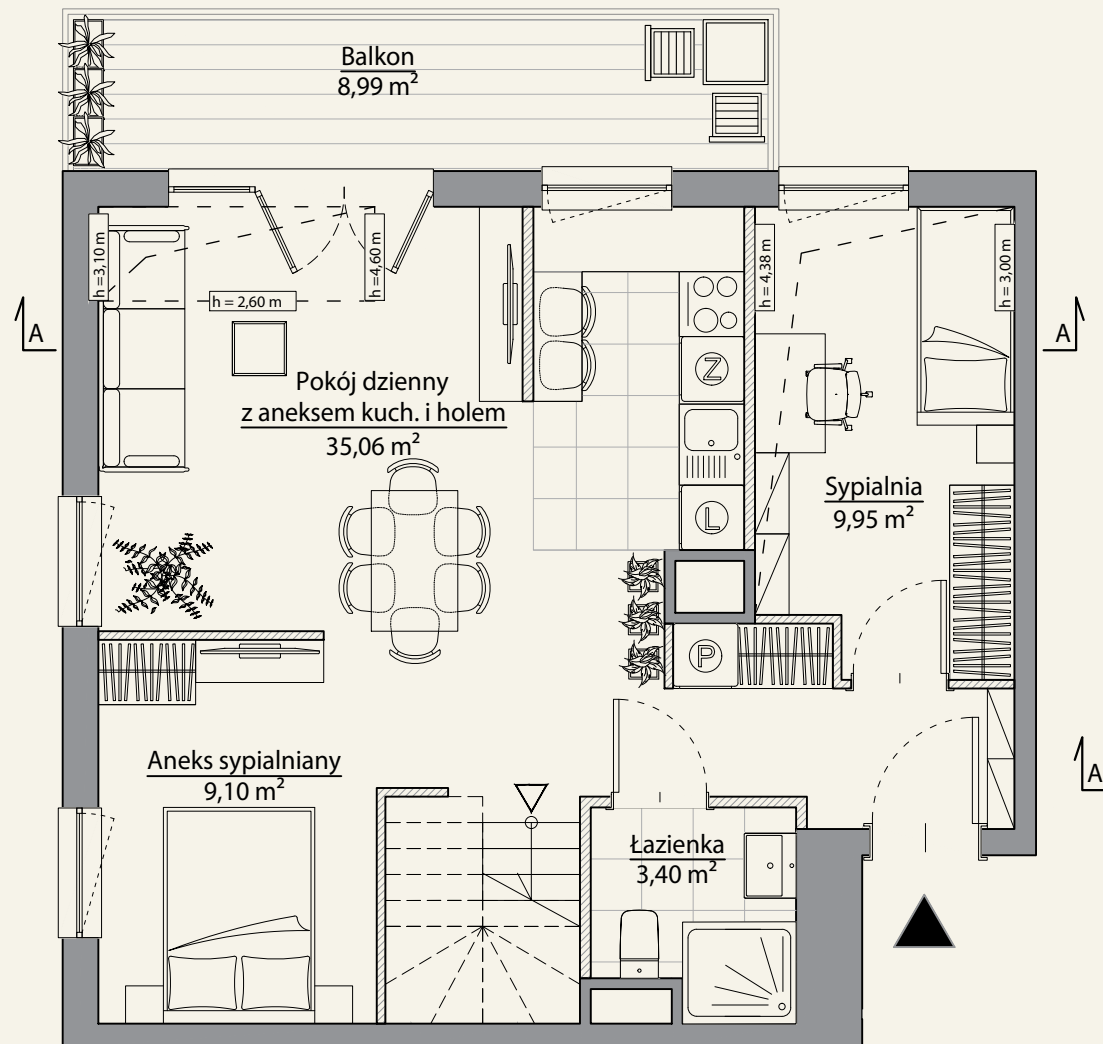 Balkon
8,99 m²
h =3,10 m
h =4,60 m
h = 2,60 m
h = 4,38 m
h = 3,00 m
A
A
Pokój dzienny
z aneksem kuch. i holem
35,06 m²
Z
L
Sypialnia
9,95 m²
P
Aneks sypialniany
9,10 m²
A
Łazienka
3,40 m²